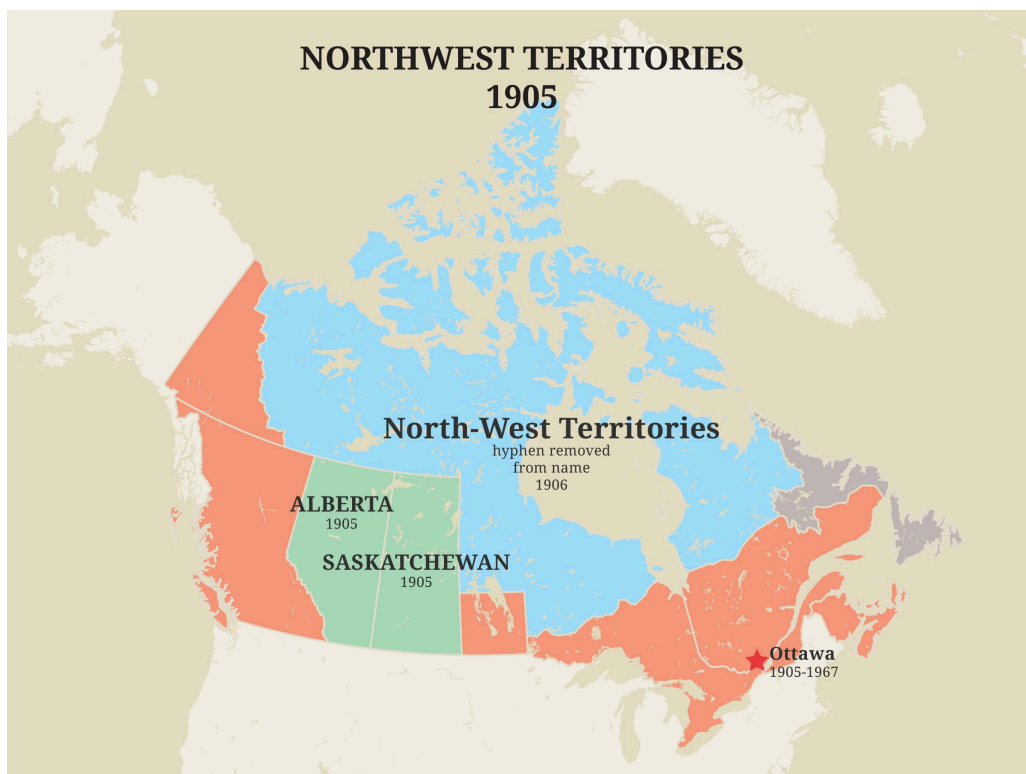 NORTHWEST TERRITORIES
1905
North-West Territories
hyphen removed
from name
1906
ALBERTA
1905
SASKATCHEWAN
1905
Ottawa
1905-1967